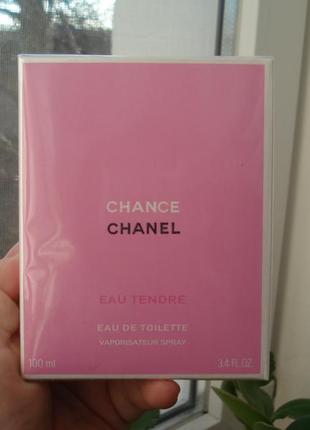 CHANCE
CHANEL
EAU TENDRE
EAU DE TOILETTE
VAPORISATEUR SPRAY
100 ml 3.4 FL.OZ.